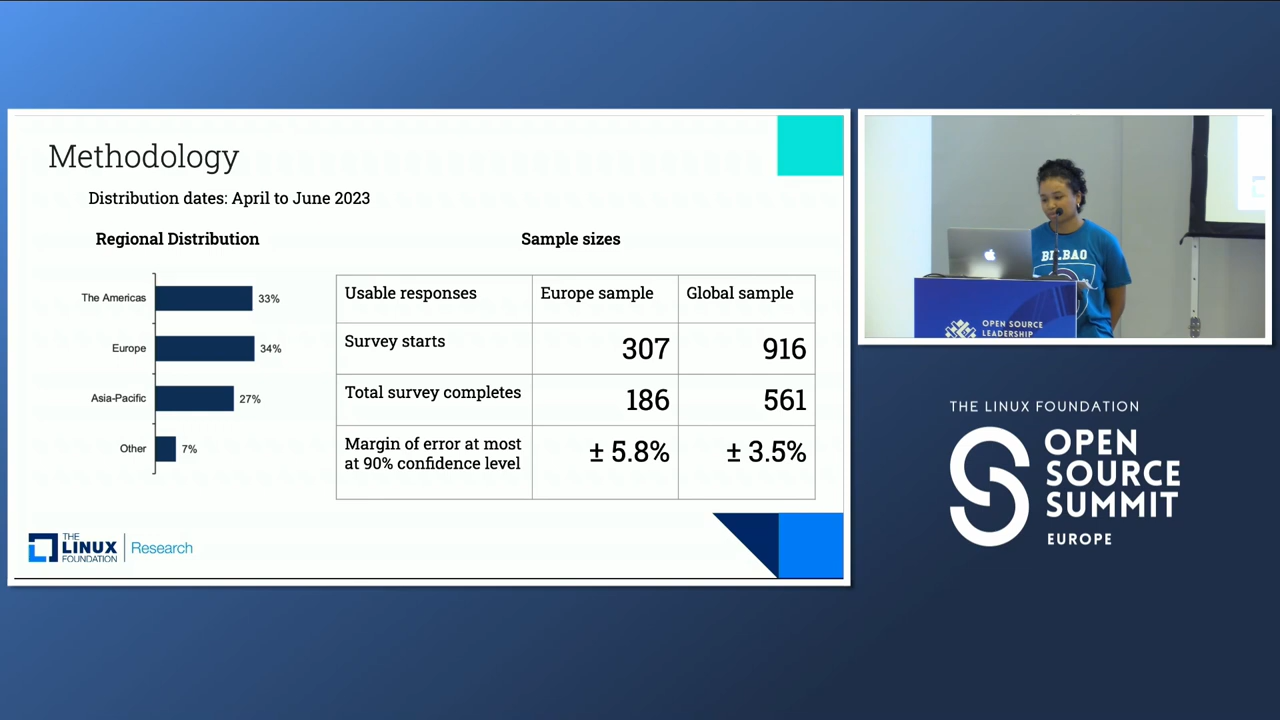 Methodology
Distribution dates: April to June 2023
Regional Distribution
The Americas 33%
Europe 34%
Asia-Pacific 27%
Other 7%
Sample sizes
Usable responses Europe sample Global sample
Survey starts 307 916
Total survey completes 186 561
Margin of error at most
at 90% confidence level ± 5.8% ± 3.5%
THE
LINUX
FOUNDATION
Research
BILBAO
OPEN SOURCE
LEADERSHIP
THE LINUX FOUNDATION
OPEN
SOURCE
SUMMIT
EUROPE